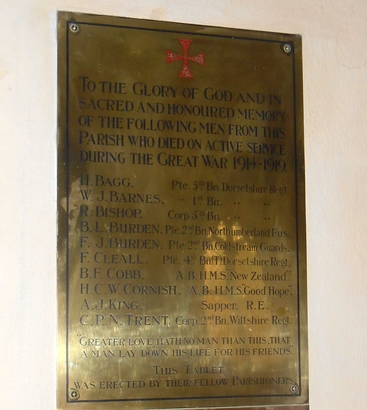 TO THE GLORY OF GOD AND IN
SACRED AND HONOURED MEMORY
OF THE FOLLOWING MEN FROM THIS
PARISH WHO DIED ON ACTIVE SERVICE
DURING THE GREAT WAR 1914-1919.
H. BAGG. Pte. 5th Bn. Dorsetshire Regt.
W. J. BARNES, " 1st Bn. " "
R. BISHOP. Corp. 5th Bn. " "
B. L. BURDEN, Pte. 2nd Bn. Northumberland Fus.
F. J. BURDEN, Pte. 2nd Bn. Coldstream Guards.
F. CLEALL. Pte. Bn. Dorsetshire Regt.
B. F. COBB. A.B. H.M.S. "New Zealand."
H. C. W. CORNISH, A.B. H.M.S. "Good Hope".
A. J. KING. Sapper. R.E.
C. P. N. TRENT, Corp. 2nd Bn. Wiltshire Regt.
"GREATER LOVE HATH NO MAN THAN THIS, THAT
A MAN LAY DOWN HIS LIFE FOR HIS FRIENDS."
THIS TABLET
WAS ERECTED BY THEIR FELLOW PARISHIONERS.